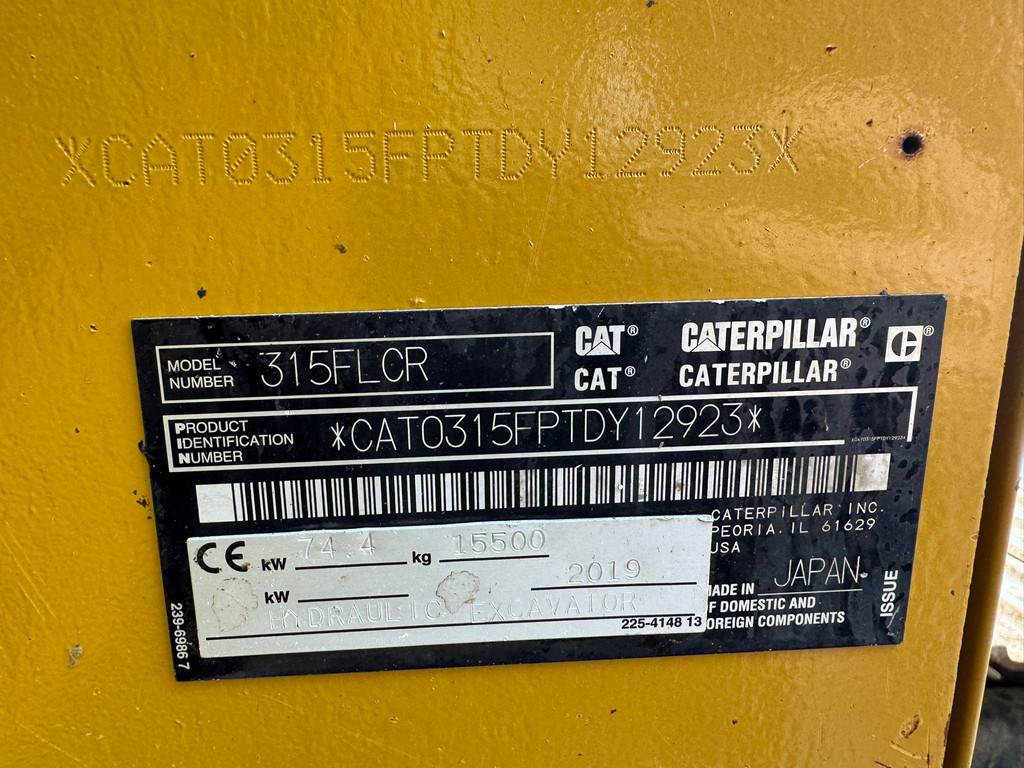 *CAT0315FPTDY12923*
MODEL NUMBER 315FLCR
CAT® CATERPILLAR® ®
CAT® CATERPILLAR®
PRODUCT
IDENTIFICATION
NUMBER
*CAT0315FPTDY12923*
*CAT0315FPTDY12923*
CATERPILLAR INC.
PEORIA, IL 61629
USA
CE kW 74.4 kg 15500
kW 2019
HYDRAULIC EXCAVATOR
225-4148 13
MADE IN JAPAN
OF DOMESTIC AND
FOREIGN COMPONENTS
ISSUE
239-6986 7